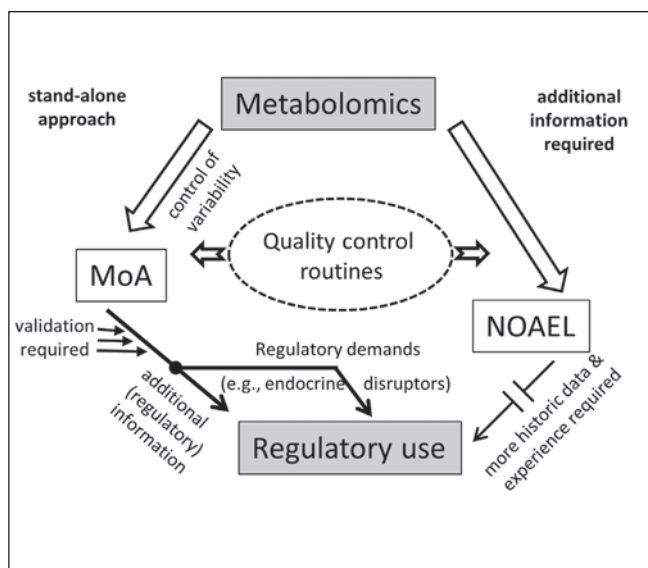 stand-alone
approach
Metabolomics
additional
information
required
control of
variability
Quality control
routines
MoA
NOAEL
validation
required
Regulatory demands
(e.g., endocrine disruptors)
additional
(regulatory)
information
more historic data &
experience required
Regulatory use